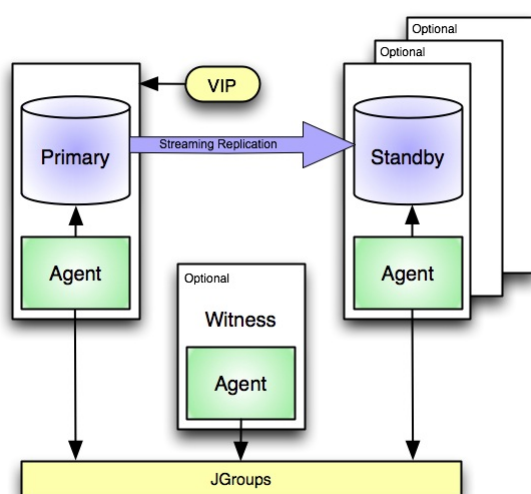 Optional
Optional
VIP
Primary
Streaming Replication
Standby
Agent
Agent
Optional
Witness
Agent
JGroups